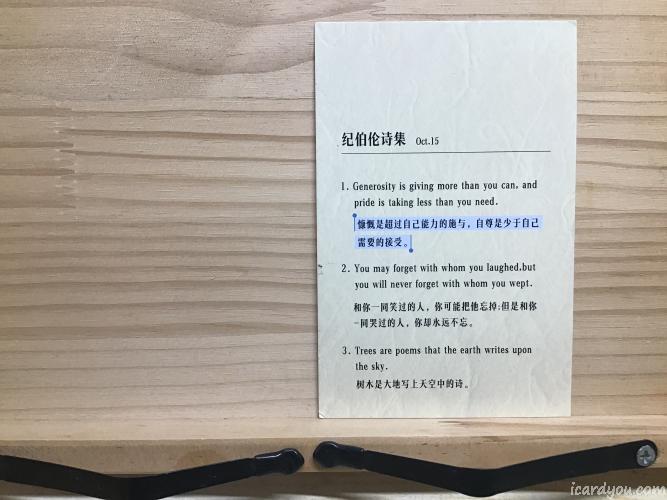 纪伯伦诗集 Oct.15
1. Generosity is giving more than you can, and
pride is taking less than you need.
慷慨是超过自己能力的施与，自尊是少于自己
需要的接受。
2. You may forget with whom you laughed,but
you will never forget with whom you wept.
和你一同笑过的人，你可能把他忘掉;但是和你
一同哭过的人，你却永远不忘。
3. Trees are poems that the earth writes upon
the sky.
树木是大地写上天空中的诗。
icardyou.com